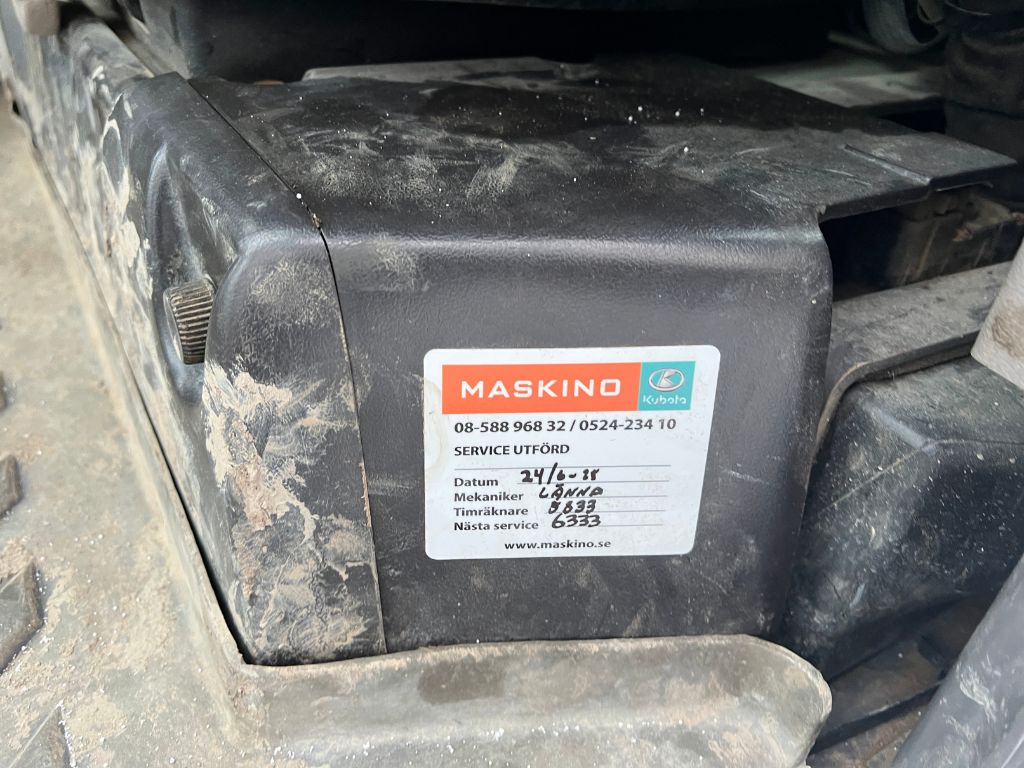 MASKINO
Kubota
08-588 968 32 / 0524-234 10
SERVICE UTFÖRD
Datum 24/6-
Mekaniker LÄNNA
Timräknare 5833
Nästa service 6333
www.maskino.se